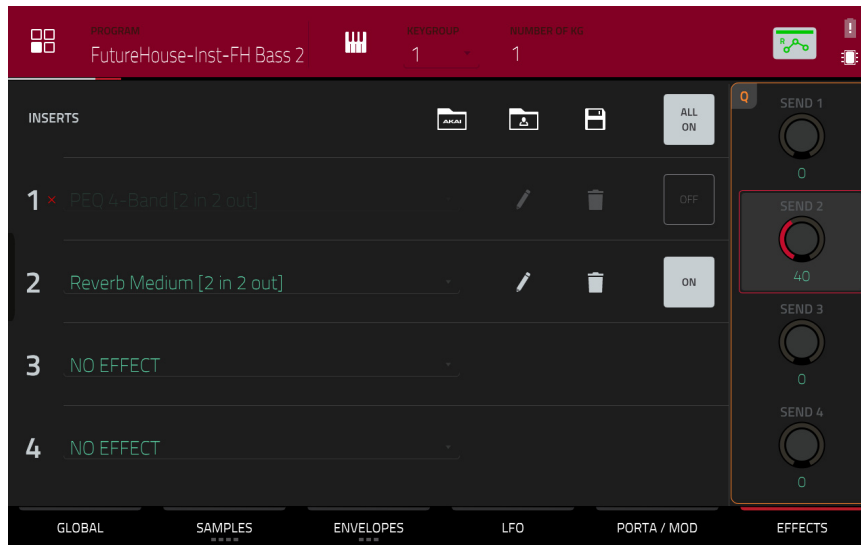 PROGRAM
FutureHouse-Inst-FH Bass 2
KEYGROUP
1
NUMBER OF KG
1
R
INSERTS
AKAI
ALL
ON
1 × PEQ 4-Band [2 in 2 out]
OFF
2 Reverb Medium [2 in 2 out]
ON
3 NO EFFECT
4 NO EFFECT
Q
SEND 1
0
SEND 2
40
SEND 3
0
SEND 4
0
GLOBAL
SAMPLES
ENVELOPES
LFO
PORTA / MOD
EFFECTS